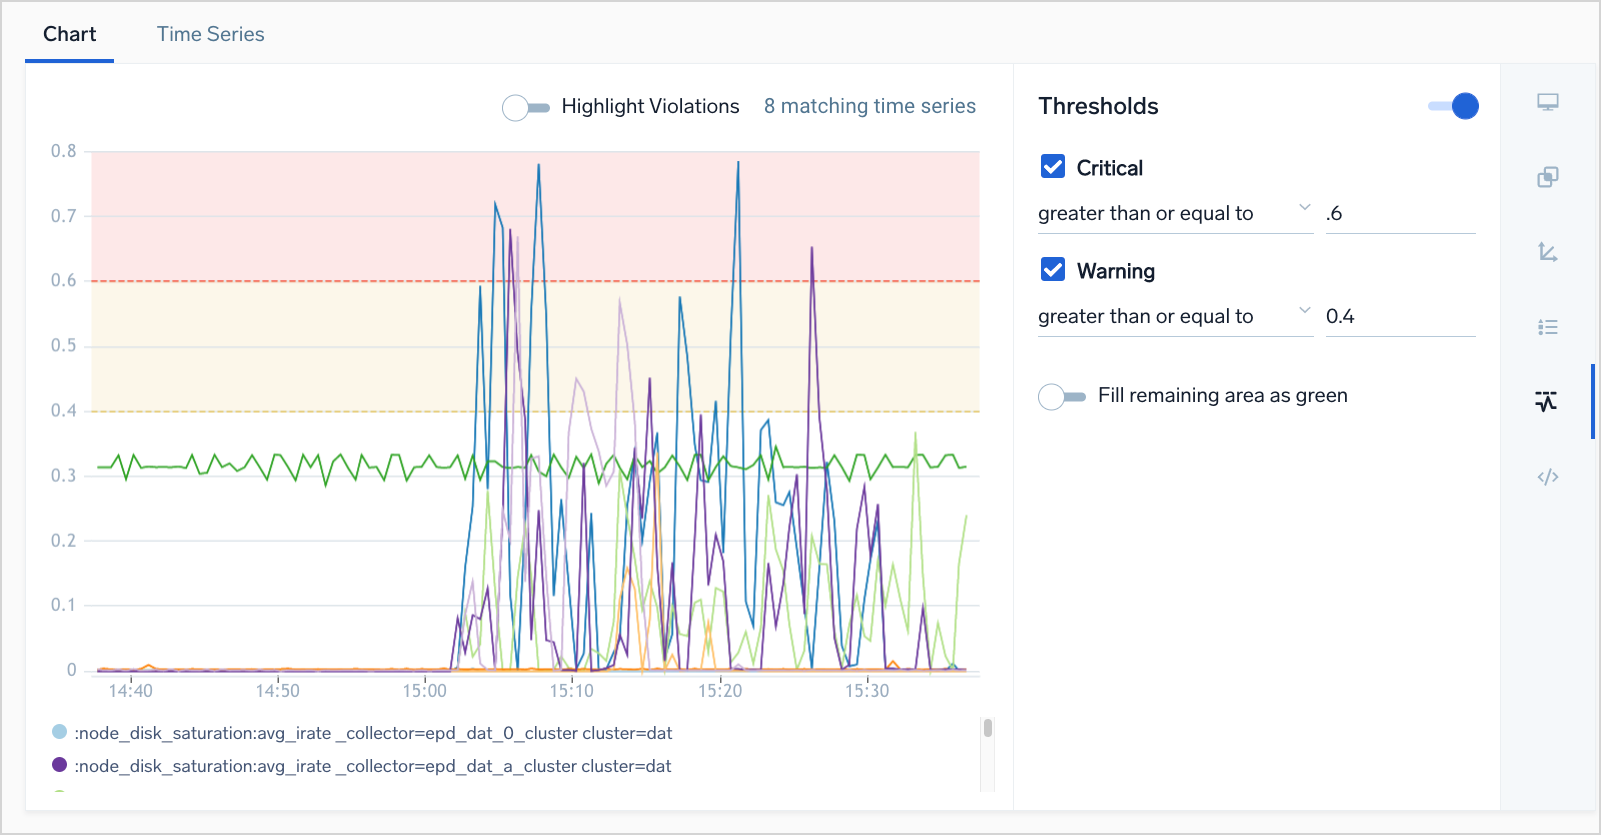 Chart Time Series
Highlight Violations 8 matching time series
0.8
0.7
0.6
0.5
0.4
0.3
0.2
0.1
0
14:40 14:50 15:00 15:10 15:20 15:30
:node_disk_saturation:avg_irate _collector=epd_dat_0_cluster cluster=dat
:node_disk_saturation:avg_irate _collector=epd_dat_a_cluster cluster=dat
Thresholds
Critical
greater than or equal to .6
Warning
greater than or equal to 0.4
Fill remaining area as green